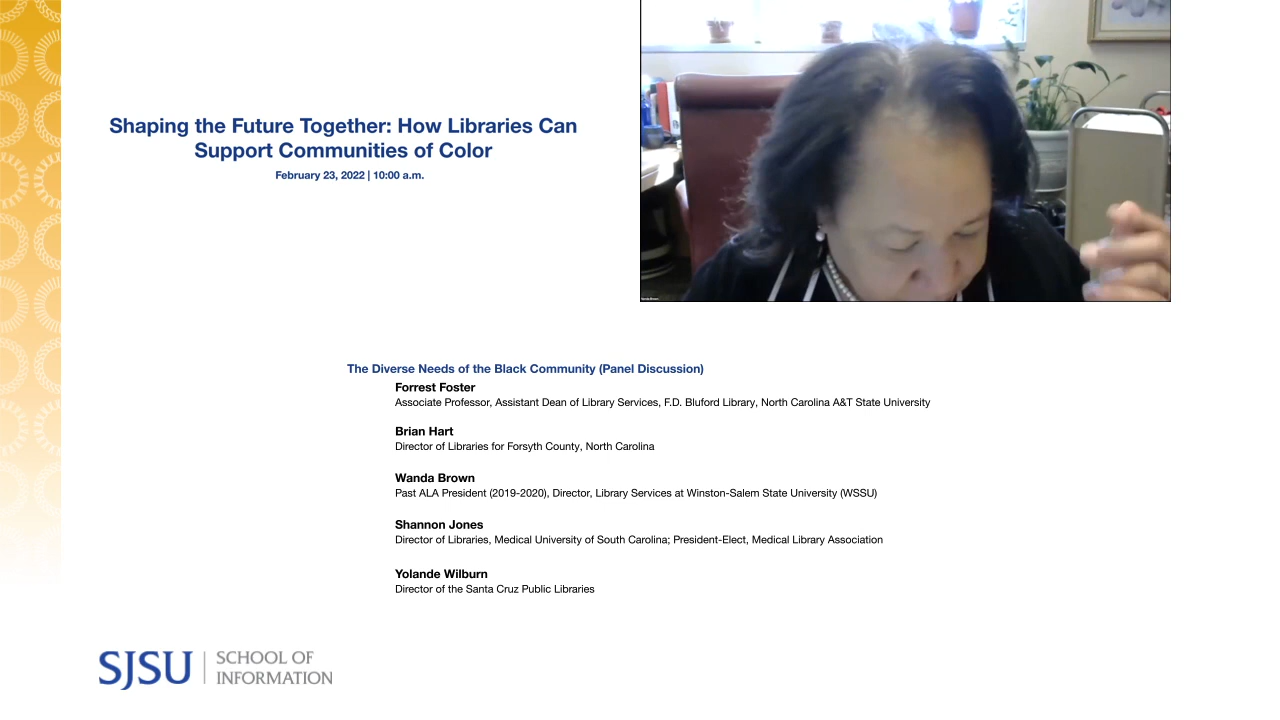 Shaping the Future Together: How Libraries Can
Support Communities of Color
February 23, 2022 | 10:00 a.m.
Wanda Brown
The Diverse Needs of the Black Community (Panel Discussion)
Forrest Foster
Associate Professor, Assistant Dean of Library Services, F.D. Bluford Library, North Carolina A&T State University
Brian Hart
Director of Libraries for Forsyth County, North Carolina
Wanda Brown
Past ALA President (2019-2020), Director, Library Services at Winston-Salem State University (WSSU)
Shannon Jones
Director of Libraries, Medical University of South Carolina; President-Elect, Medical Library Association
Yolande Wilburn
Director of the Santa Cruz Public Libraries
SJSU | SCHOOL OF
INFORMATION